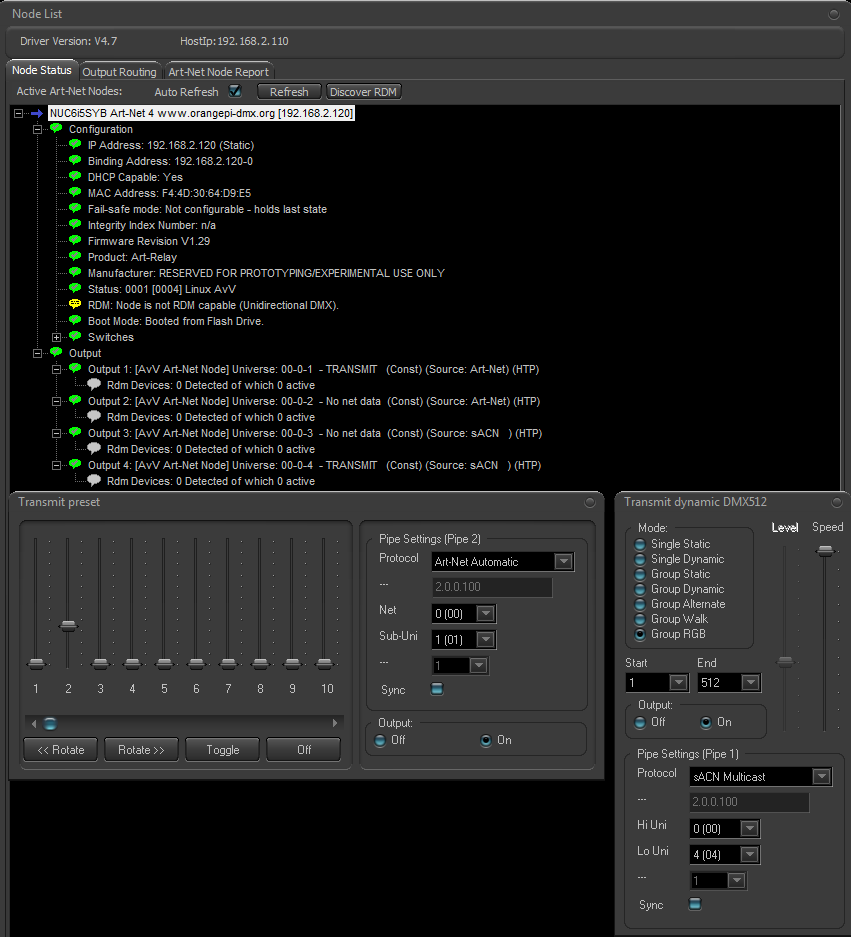 Node List
Driver Version: V4.7 HostIp:192.168.2.110
Node Status Output Routing Art-Net Node Report
Active Art-Net Nodes: Auto Refresh Refresh Discover RDM
NUC6i5SYB Art-Net 4 www.orangepi-dmx.org [192.168.2.120]
Configuration
IP Address: 192.168.2.120 (Static)
Binding Address: 192.168.2.120-0
DHCP Capable: Yes
MAC Address: F4:4D:30:64:D9:E5
Fail-safe mode: Not configurable - holds last state
Integrity Index Number: n/a
Firmware Revision V1.29
Product: Art-Relay
Manufacturer: RESERVED FOR PROTOTYPING/EXPERIMENTAL USE ONLY
Status: 0001 [0004] Linux AvV
RDM: Node is not RDM capable (Unidirectional DMX).
Boot Mode: Booted from Flash Drive.
Switches
Output
Output 1: [AvV Art-Net Node] Universe: 00-0-1 - TRANSMIT (Const) (Source: Art-Net) (HTP)
Rdm Devices: 0 Detected of which 0 active
Output 2: [AvV Art-Net Node] Universe: 00-0-2 - No net data (Const) (Source: Art-Net) (HTP)
Rdm Devices: 0 Detected of which 0 active
Output 3: [AvV Art-Net Node] Universe: 00-0-3 - No net data (Const) (Source: sACN ) (HTP)
Rdm Devices: 0 Detected of which 0 active
Output 4: [AvV Art-Net Node] Universe: 00-0-4 - TRANSMIT (Const) (Source: sACN ) (HTP)
Rdm Devices: 0 Detected of which 0 active
Transmit preset
1 2 3 4 5 6 7 8 9 10
<< Rotate Rotate >> Toggle Off
Pipe Settings (Pipe 2)
Protocol Art-Net Automatic
--- 2.0.0.100
Net 0 (00)
Sub-Uni 1 (01)
--- 1
Sync
Output:
Off On
Transmit dynamic DMX512
Mode: Level Speed
Single Static
Single Dynamic
Group Static
Group Dynamic
Group Alternate
Group Walk
Group RGB
Start End
1 512
Output:
Off On
Pipe Settings (Pipe 1)
Protocol sACN Multicast
--- 2.0.0.100
Hi Uni 0 (00)
Lo Uni 4 (04)
--- 1
Sync